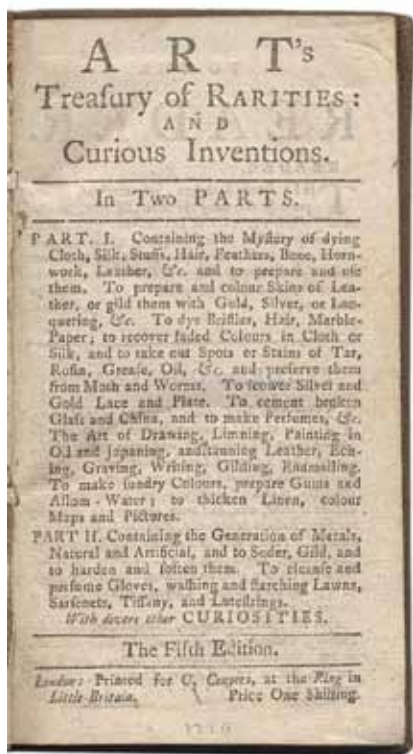 ART's
Treaſury of RARITIES:
AND
Curious Inventions.
In Two PARTS.
PART. I. Containing the Myſtery of dying
Cloth, Silk, Stuffs, Hair, Feathers, Bone, Horn-
work, Leather, &c. and to prepare and uſe
them. To prepare and colour Skins of Lea-
ther, or gild them with Gold, Silver, or Lac-
quering, &c. To dye Briſtles, Hair, Marble-
Paper; to recover faded Colours in Cloth or
Silk, and to take out Spots or Stains of Tar,
Roſin, Greaſe, Oil, &c. and preſerve them
from Moth and Worms. To ſcower Silver and
Gold Lace and Plate. To cement broken
Glaſs and China, and to make Perfumes, &c.
The Art of Drawing, Limning, Painting in
Oil and Japaning, and tanning Leather, Etch-
ing, Graving, Writing, Gilding, Enamelling.
To make ſundry Colours, prepare Gums and
Allom-Water; to thicken Linen, colour
Maps and Pictures.
PART II. Containing the Generation of Metals,
Natural and Artificial, and to Soder, Gild, and
to harden and ſoften them. To cleanſe and
perfume Gloves, waſhing and ſtarching Lawns,
Sarſenets, Tiffany, and Luteſtrings.
With divers other CURIOSITIES.
The Fifth Edition.
London: Printed for G. Conyers, at the Ring in
Little-Britain. Price One Shilling.